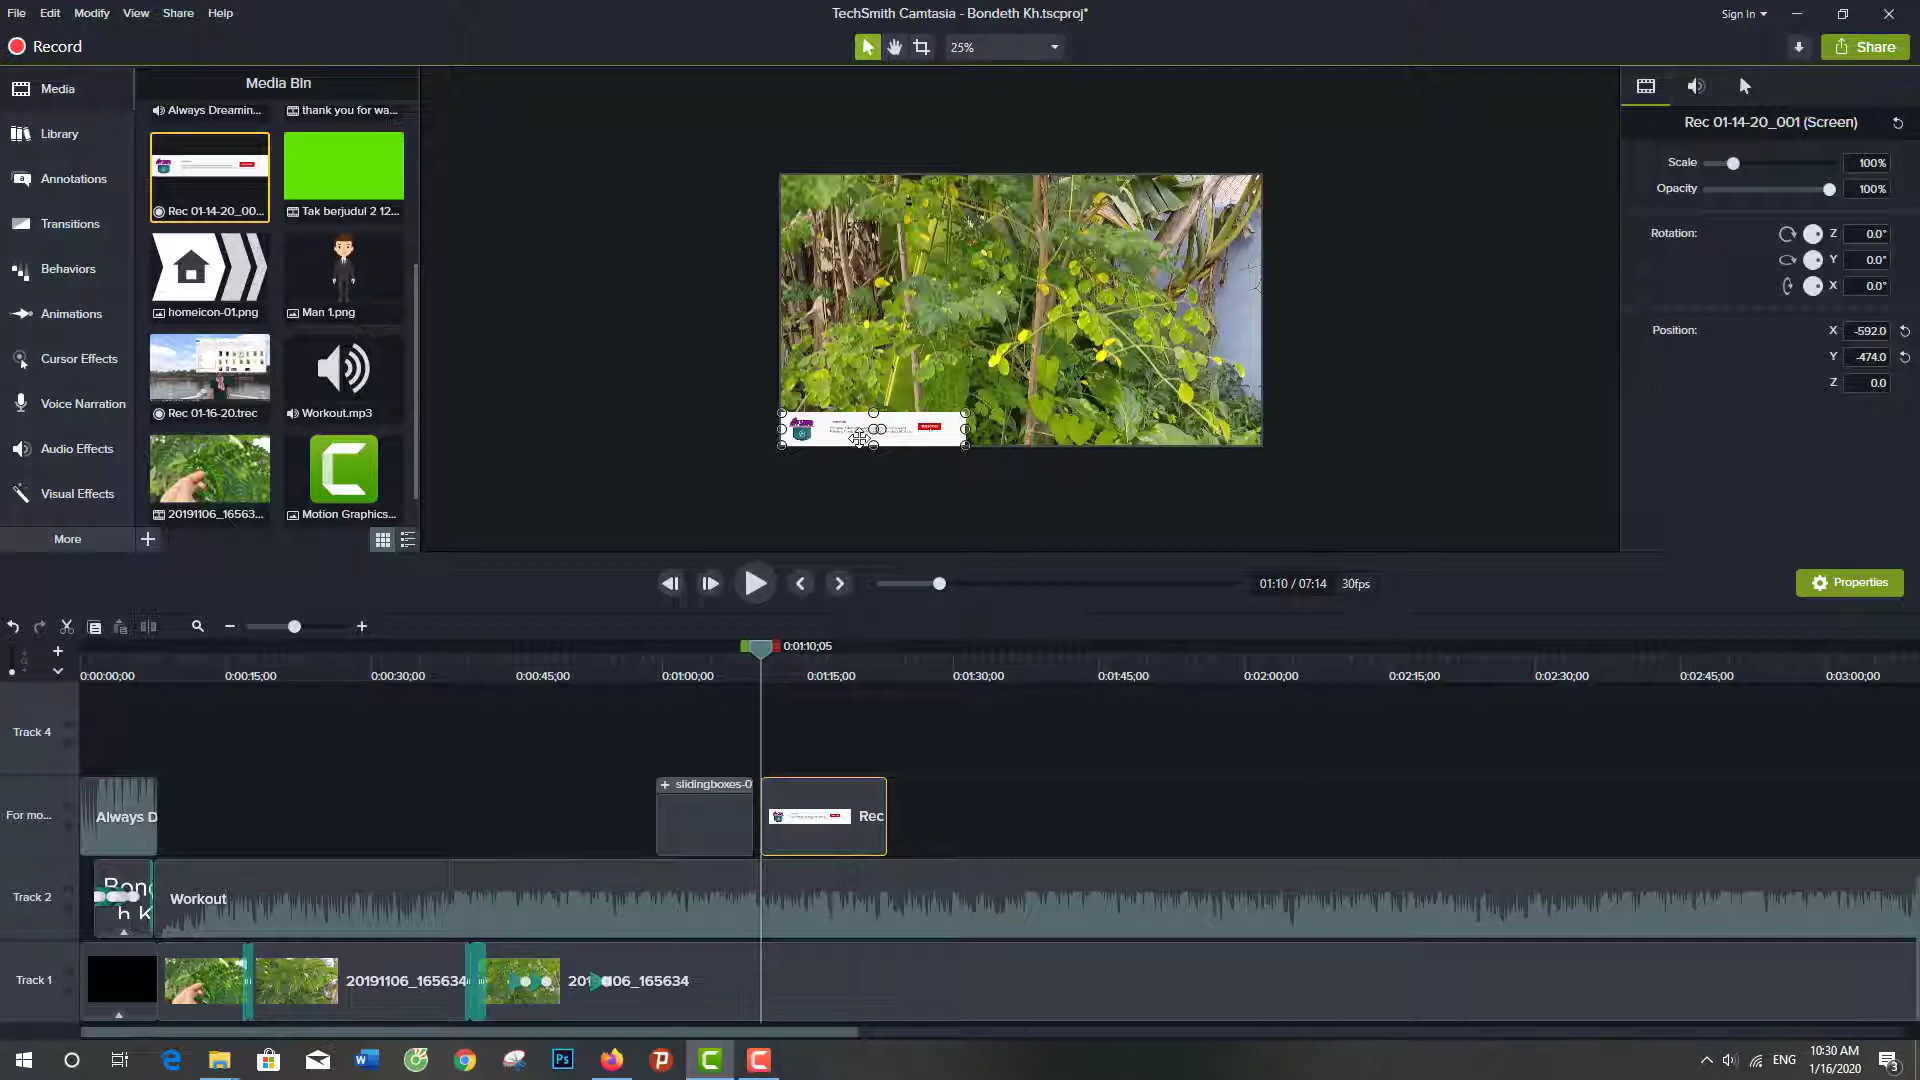 File Edit Modify View Share Help
TechSmith Camtasia - Bondeth Kh.tscproj*
Sign In
Record
25%
Share
Media
Library
Annotations
Transitions
Behaviors
Animations
Cursor Effects
Voice Narration
Audio Effects
Visual Effects
More
Media Bin
Always Dreamin...
thank you for wa...
Rec 01-14-20_00...
Tak berjudul 2 12...
homeicon-01.png
Man 1.png
Rec 01-16-20.trec
Workout.mp3
20191106_16563...
Motion Graphics...
Rec 01-14-20_001 (Screen)
Scale 100%
Opacity 100%
Rotation: Z 0.0°
Y 0.0°
X 0.0°
Position: X -592.0
Y -474.0
Z 0.0
01:10 / 07:14 30fps
Properties
0:01:10;05
0:00:00;00 0:00:15;00 0:00:30;00 0:00:45;00 0:01:00;00 0:01:15;00 0:01:30;00 0:01:45;00 0:02:00;00 0:02:15;00 0:02:30;00 0:02:45;00 0:03:00;00
Track 4
For mo...
Always D
slidingboxes-0
Rec
Track 2
Bond
h K
Workout
Track 1
20191106_165634
ENG
10:30 AM
1/16/2020
3